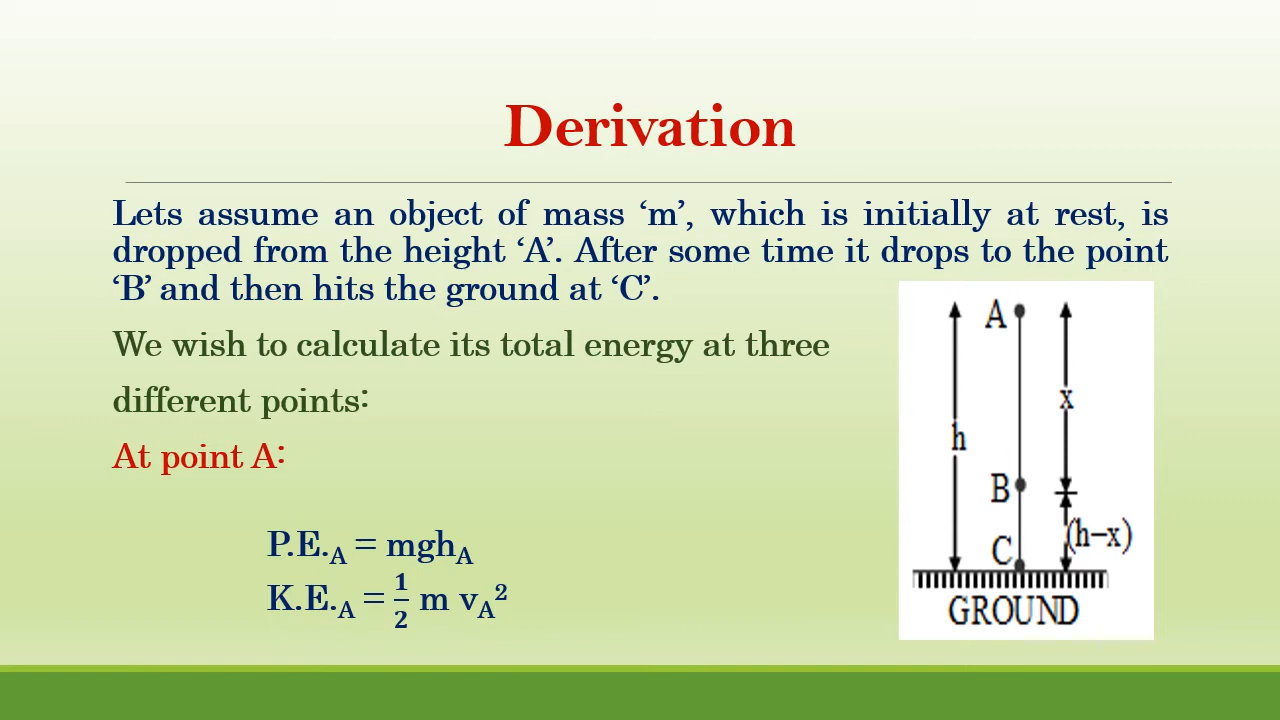 Derivation
Lets assume an object of mass ‘m’, which is initially at rest, is
dropped from the height ‘A’. After some time it drops to the point
‘B’ and then hits the ground at ‘C’.
We wish to calculate its total energy at three
different points:
At point A:
P.E.A = mghA
K.E.A = 1/2 m vA²
A
x
h
B
(h–x)
C
GROUND